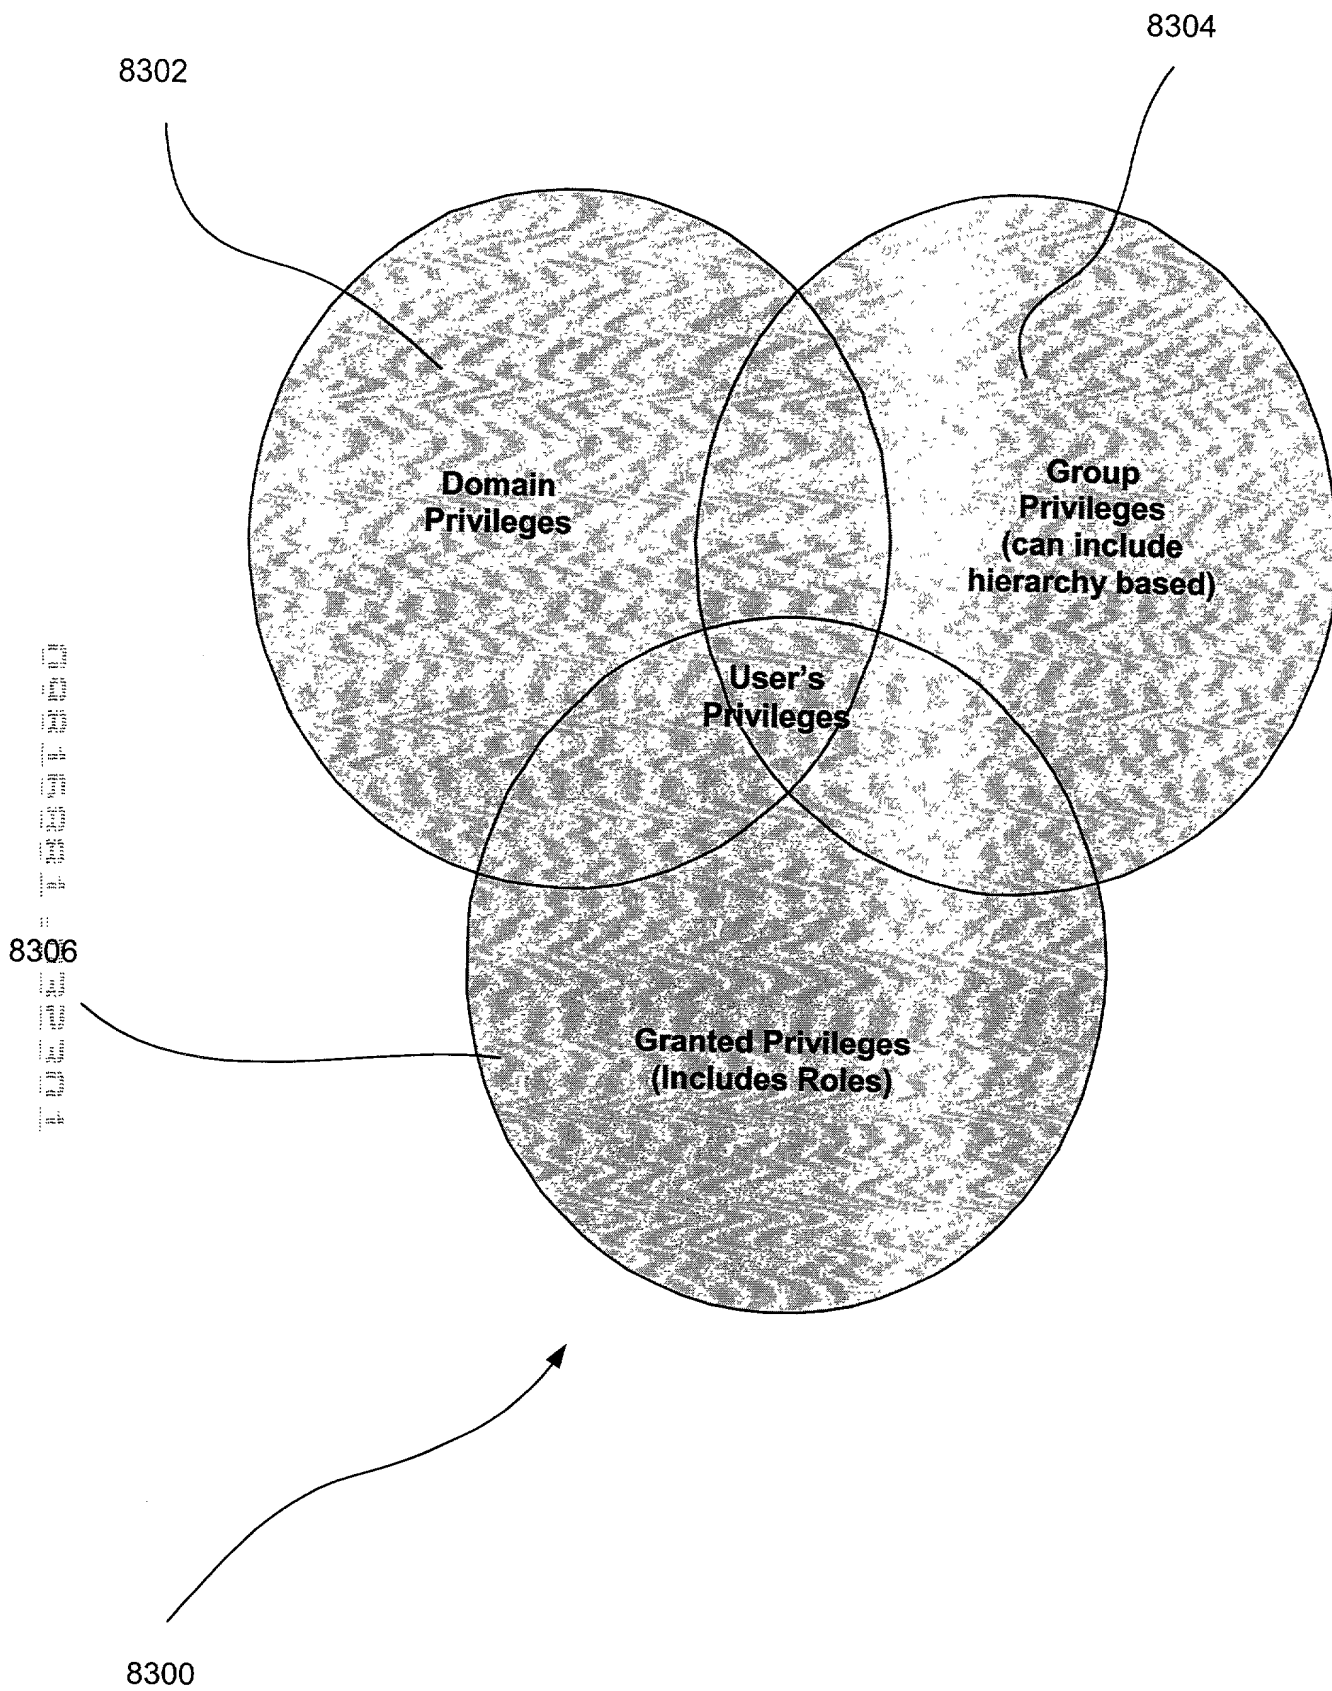 8304
8302
Domain
Privileges
Group
Privileges
(can include
hierarchy based)
User's
Privileges
8306
Granted Privileges
(Includes Roles)
8300